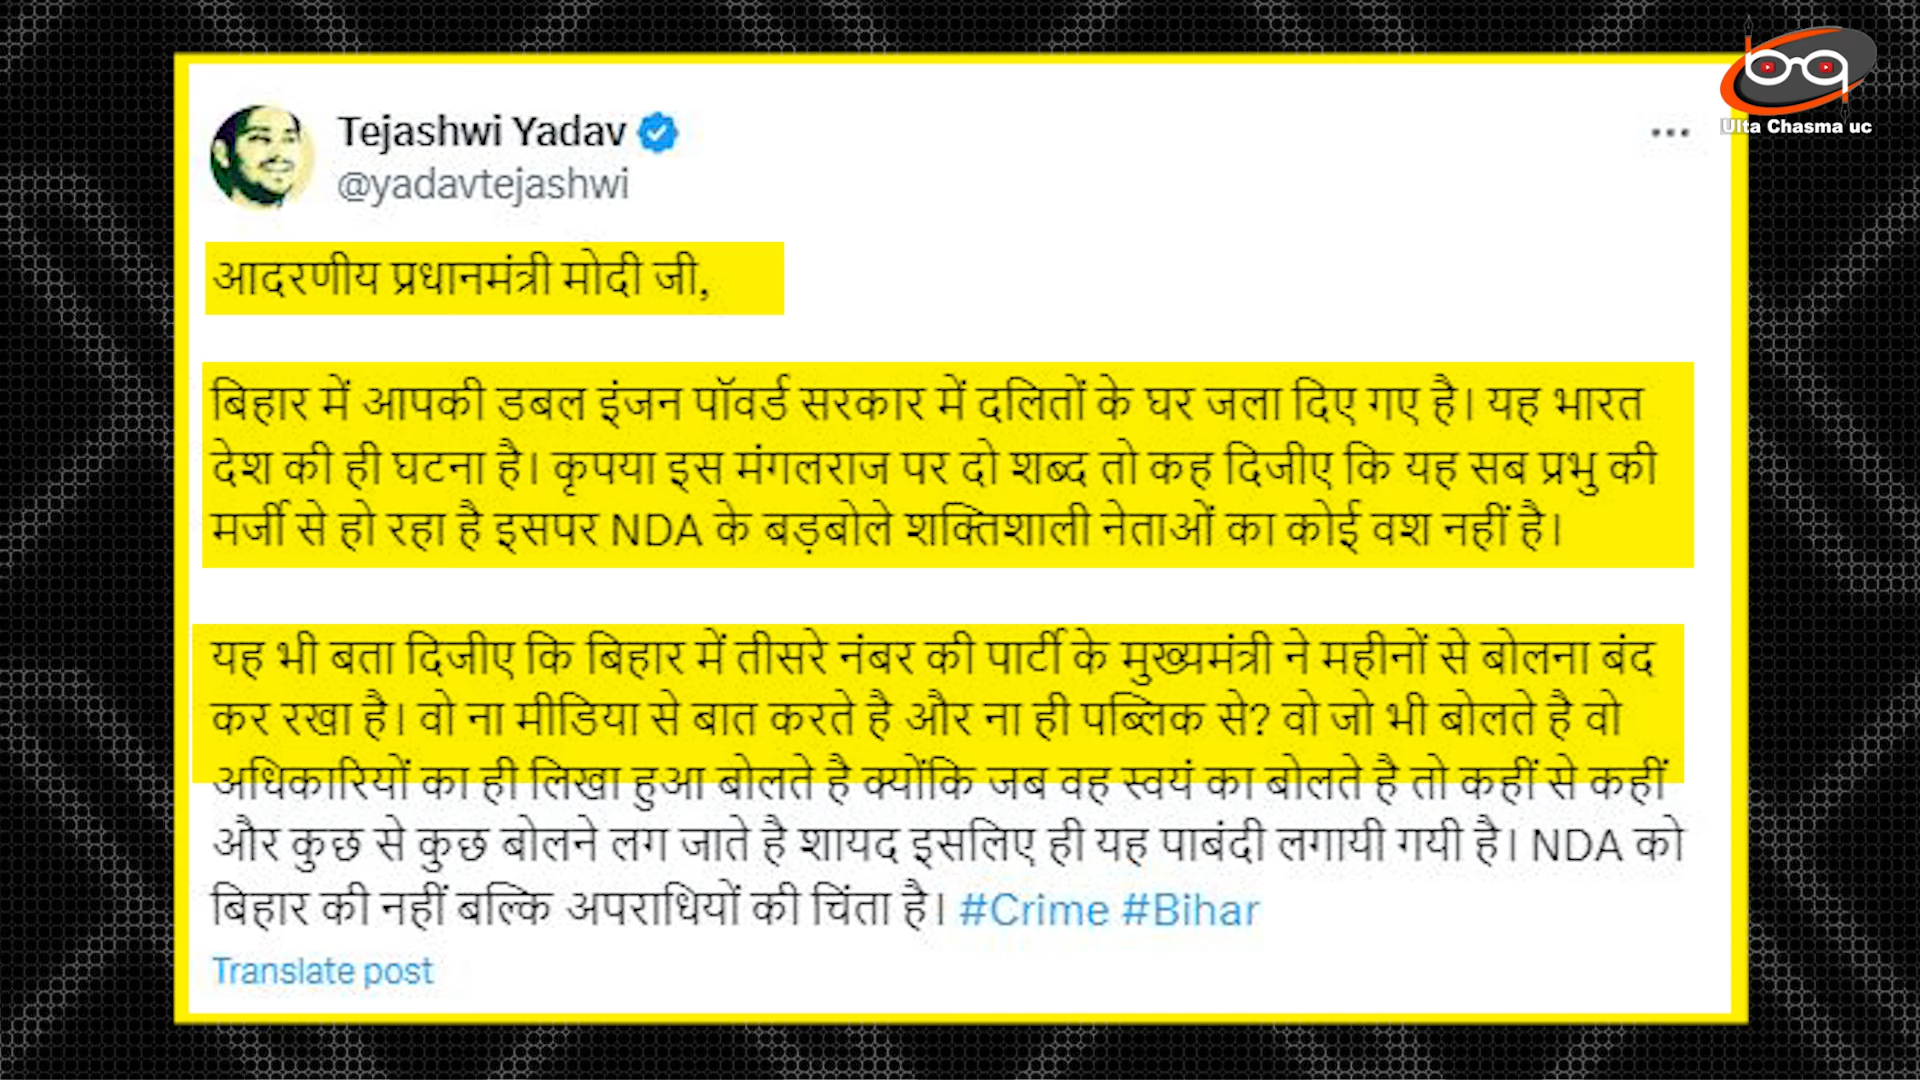 Ulta Chasma uc
Tejashwi Yadav
@yadavtejashwi
आदरणीय प्रधानमंत्री मोदी जी,
बिहार में आपकी डबल इंजन पॉवर्ड सरकार में दलितों के घर जला दिए गए है। यह भारत
देश की ही घटना है। कृपया इस मंगलराज पर दो शब्द तो कह दिजीए कि यह सब प्रभु की
मर्जी से हो रहा है इसपर NDA के बड़बोले शक्तिशाली नेताओं का कोई वश नहीं है।
यह भी बता दिजीए कि बिहार में तीसरे नंबर की पार्टी के मुख्यमंत्री ने महीनों से बोलना बंद
कर रखा है। वो ना मीडिया से बात करते है और ना ही पब्लिक से? वो जो भी बोलते है वो
अधिकारियों का ही लिखा हुआ बोलते है क्योंकि जब वह स्वयं का बोलते है तो कहीं से कहीं
और कुछ से कुछ बोलने लग जाते है शायद इसलिए ही यह पाबंदी लगायी गयी है। NDA को
बिहार की नहीं बल्कि अपराधियों की चिंता है। #Crime #Bihar
Translate post